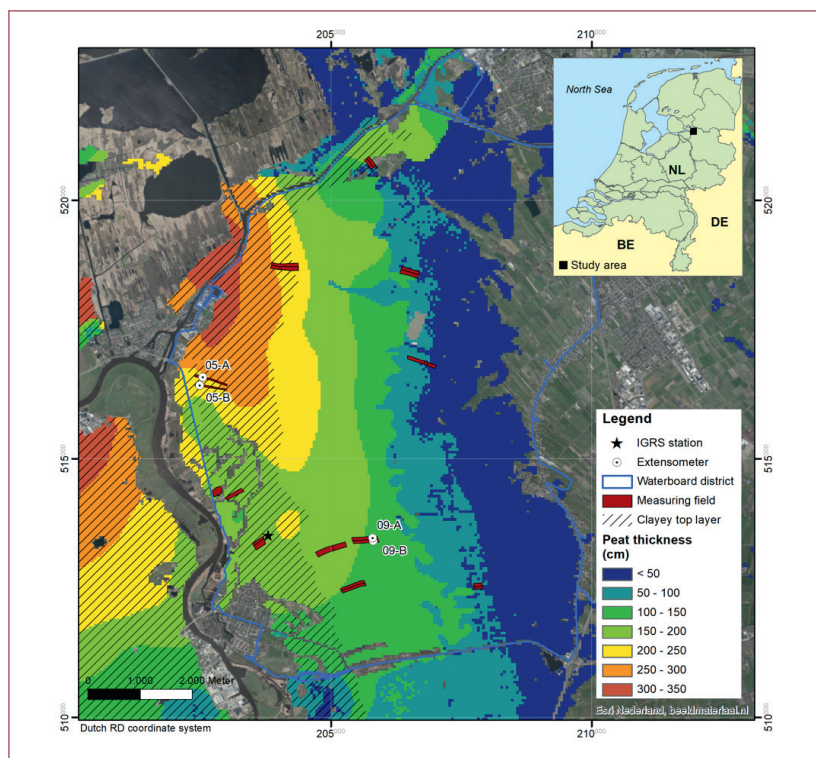 205000
210000
North Sea
NL
DE
BE
Study area
520000
520000
05-A
05-B
Legend
IGRS station
Extensometer
Waterboard district
Measuring field
Clayey top layer
Peat thickness
(cm)
< 50
50 - 100
100 - 150
150 - 200
200 - 250
250 - 300
300 - 350
515000
515000
09-A
09-B
0 1.000 2.000 Meter
Esri Nederland, beeldmateriaal.nl
510000
510000
Dutch RD coordinate system
205000
210000